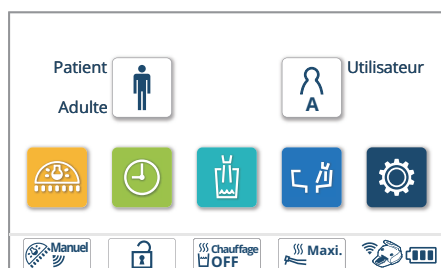 Patient
Utilisateur
Adulte
A
Manuel
Chauffage
OFF
Maxi.